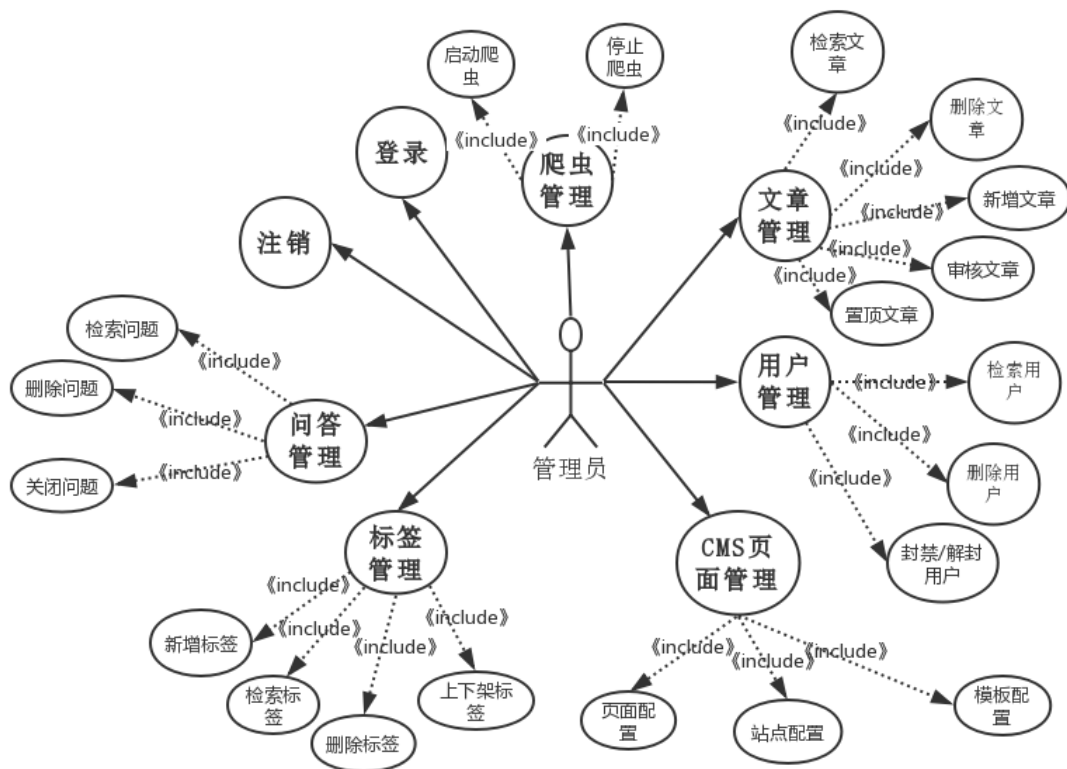 启动爬
虫
《include》
停止
爬虫
《include》
爬虫
管理
登录
注销
检索文
章
《include》
删除文
章
《include》
新增文章
《include》
审核文章
《include》
置顶文章
《include》
文章
管理
检索问题
《include》
删除问题
《include》
关闭问题
《include》
问答
管理
管理员
用户
管理
《include》
检索用
户
《include》
删除用
户
《include》
封禁/解封
用户
标签
管理
《include》
新增标签
《include》
检索标
签
《include》
删除标签
《include》
上下架标
签
CMS页
面管理
《include》
页面配
置
《include》
站点配置
《include》
模板配
置